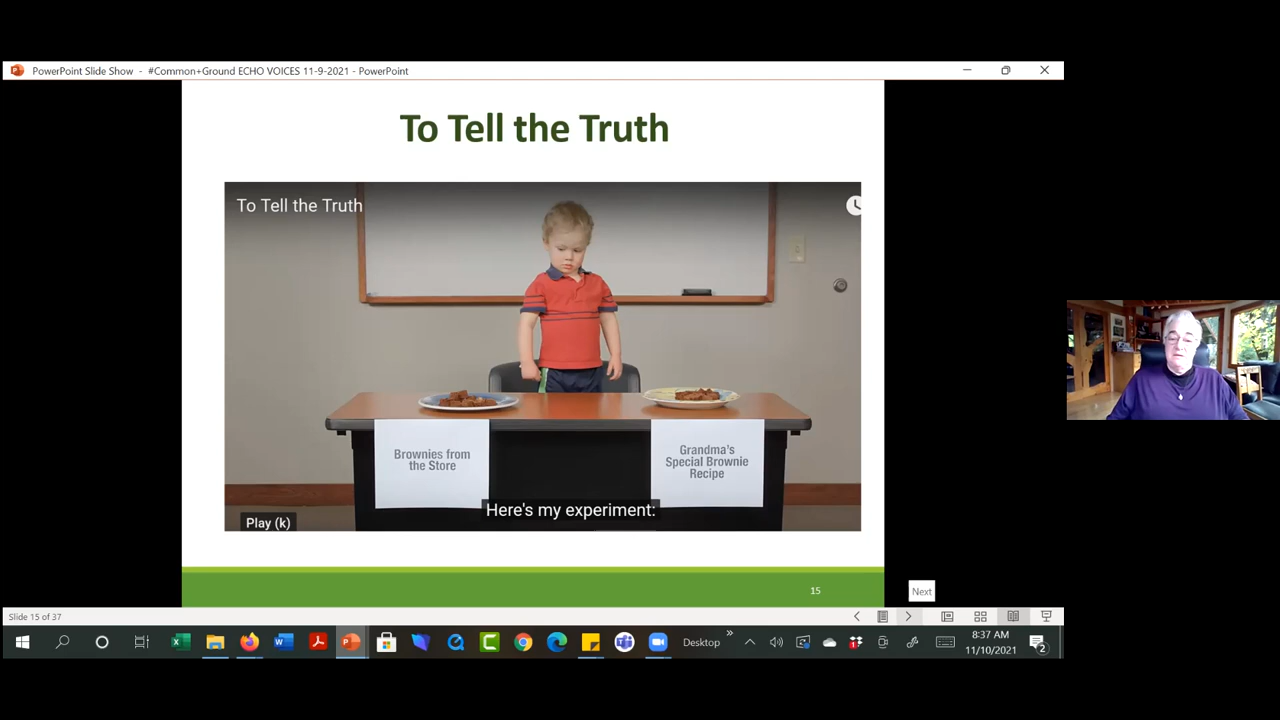 PowerPoint Slide Show - #Common+Ground ECHO VOICES 11-9-2021 - PowerPoint
To Tell the Truth
To Tell the Truth
Brownies from
the Store
Grandma's
Special Brownie
Recipe
Here's my experiment:
Play (k)
15
Next
Slide 15 of 37
Desktop
8:37 AM
11/10/2021
2